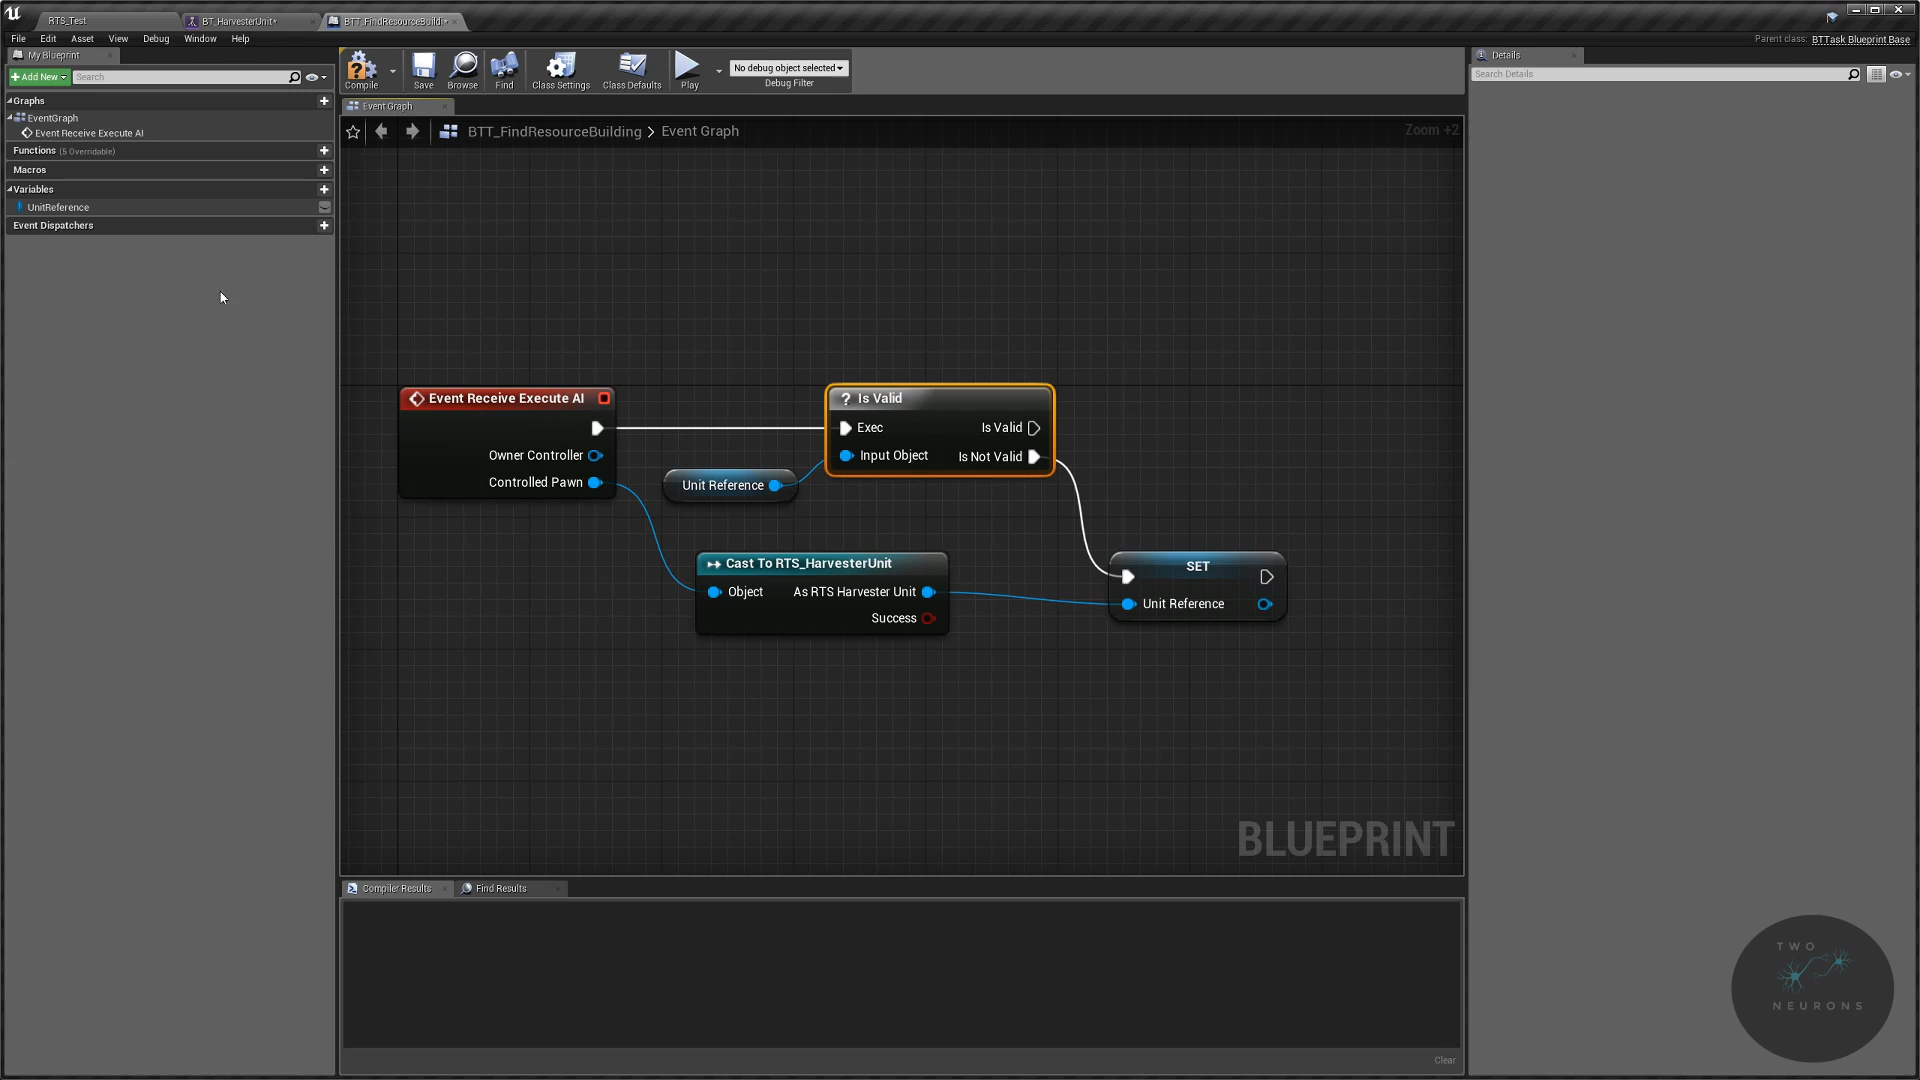 RTS_Test
BT_HarvesterUnit*
BTT_FindResourceBuildi*
File Edit Asset View Debug Window Help
Parent class: BTTask Blueprint Base
My Blueprint
Add New
Search
Graphs
EventGraph
Event Receive Execute AI
Functions (5 Overridable)
Macros
Variables
UnitReference
Event Dispatchers
Compile
Save
Browse
Find
Class Settings
Class Defaults
Play
No debug object selected
Debug Filter
Event Graph
BTT_FindResourceBuilding > Event Graph
Zoom +2
Event Receive Execute AI
Owner Controller
Controlled Pawn
Unit Reference
? Is Valid
Exec
Is Valid
Input Object
Is Not Valid
Cast To RTS_HarvesterUnit
Object
As RTS Harvester Unit
Success
SET
Unit Reference
BLUEPRINT
Compiler Results
Find Results
Clear
Details
Search Details
TWO
NEURONS